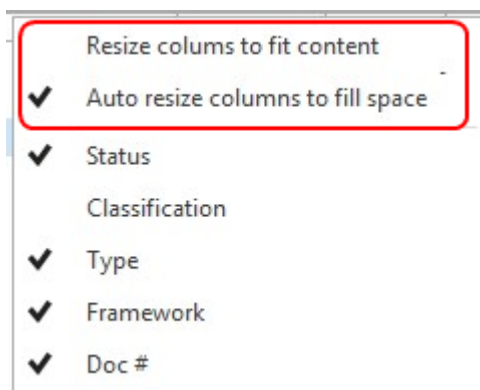 Resize colums to fit content
Auto resize columns to fill space
Status
Classification
Type
Framework
Doc #